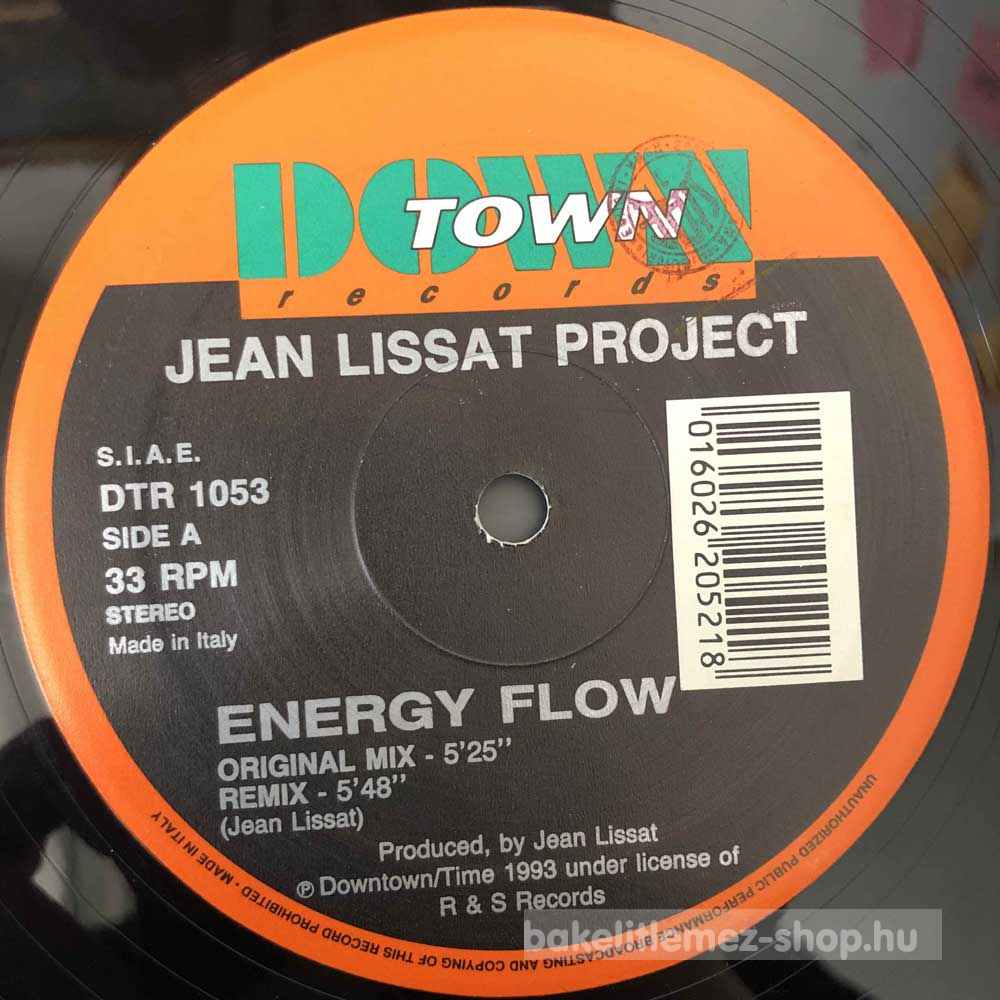 DOWN
TOWN
records
JEAN LISSAT PROJECT
S.I.A.E.
DTR 1053
SIDE A
33 RPM
STEREO
Made in Italy
016026 205218
ENERGY FLOW
ORIGINAL MIX - 5'25"
REMIX - 5'48"
(Jean Lissat)
Produced, by Jean Lissat
℗ Downtown/Time 1993 under license of
R & S Records
UNAUTHORIZED PUBLIC PERFORMANCE BROADCASTING AND COPYING OF THIS RECORD PROHIBITED - MADE IN ITALY
bakelitlemez-shop.hu